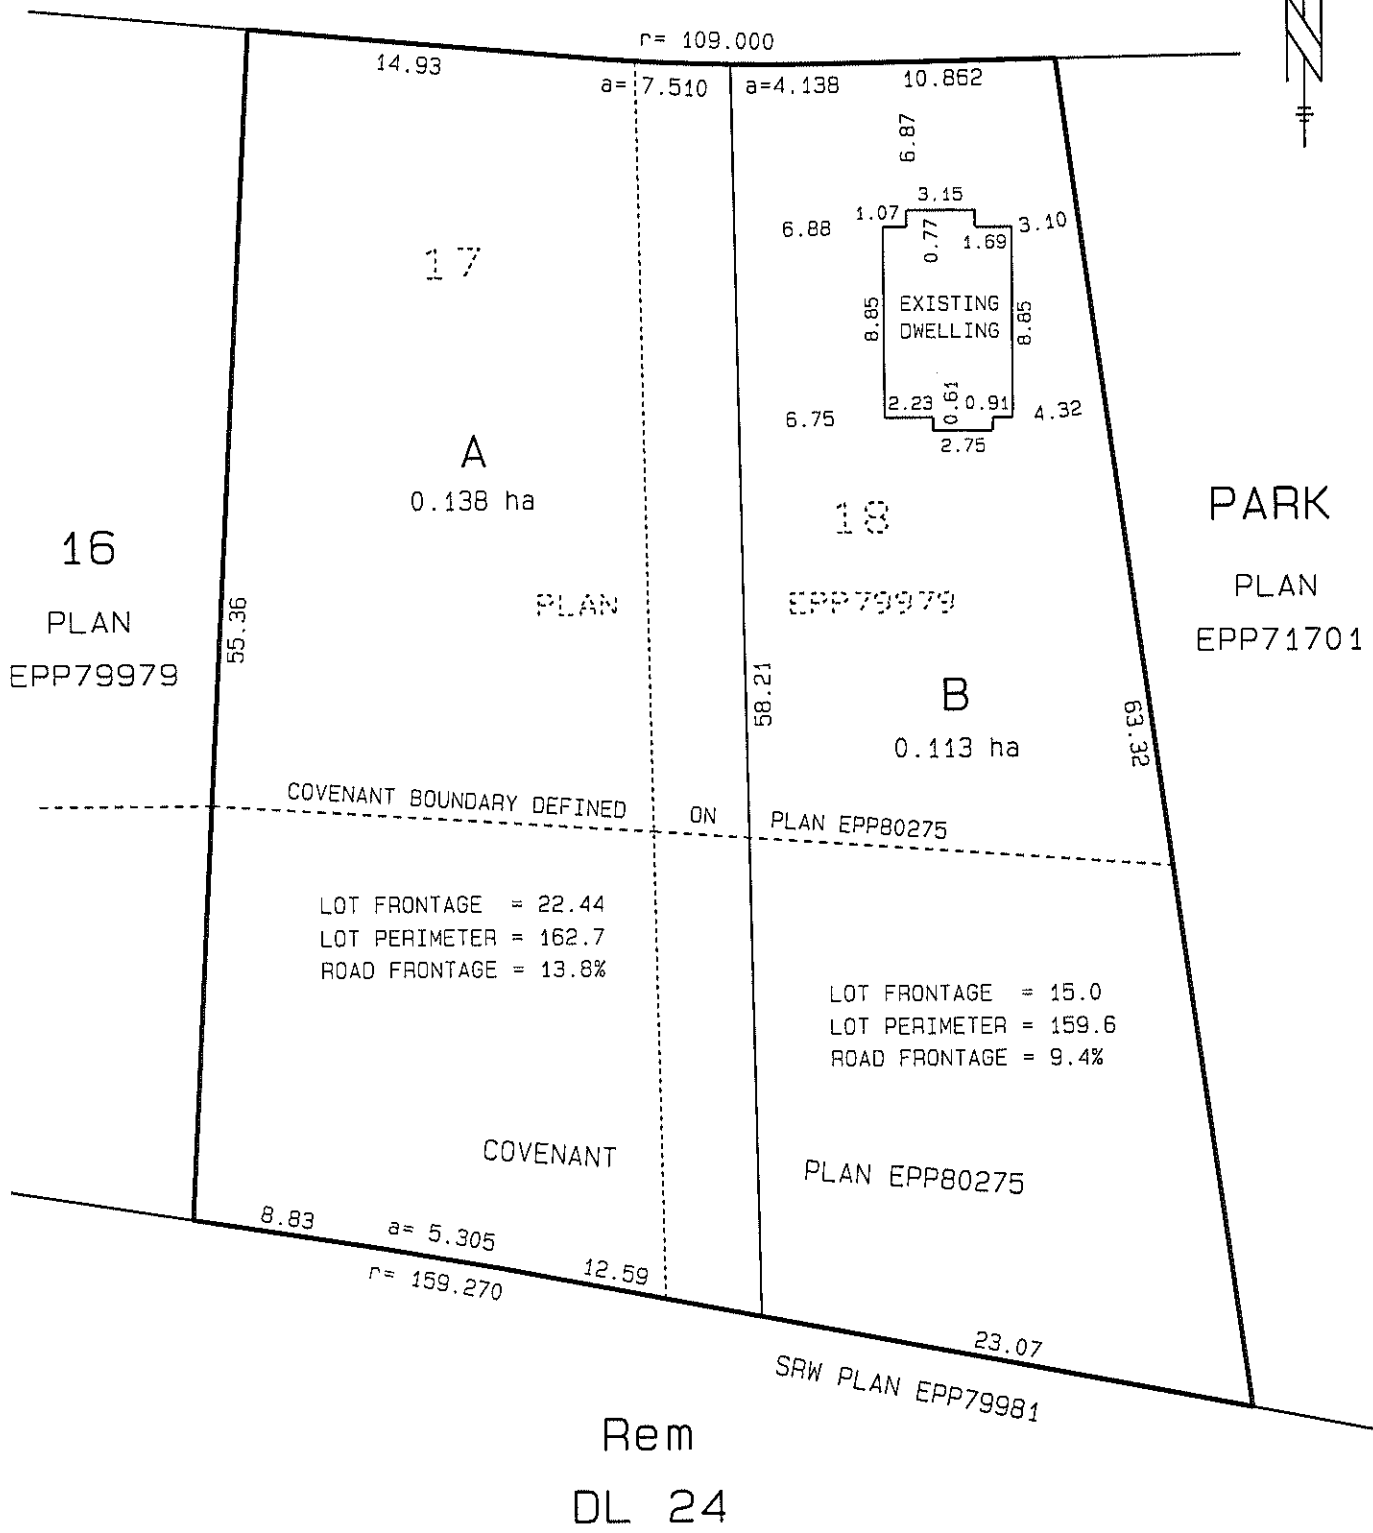 r= 109.000
14.93
a= 7.510
a=4.138
10.862
6.87
3.15
1.07
3.10
6.88
0.77
1.69
17
8.85
EXISTING
DWELLING
8.85
2.23
0.61
0.91
4.32
6.75
2.75
A
0.138 ha
18
PARK
16
PLAN
EPP79979
PLAN
EPP71701
PLAN
EPP79979
55.36
58.21
B
0.113 ha
63.32
COVENANT BOUNDARY DEFINED ON PLAN EPP80275
LOT FRONTAGE = 22.44
LOT PERIMETER = 162.7
ROAD FRONTAGE = 13.8%
LOT FRONTAGE = 15.0
LOT PERIMETER = 159.6
ROAD FRONTAGE = 9.4%
COVENANT
PLAN EPP80275
8.83
a= 5.305
r= 159.270
12.59
23.07
SRW PLAN EPP79981
Rem
DL 24